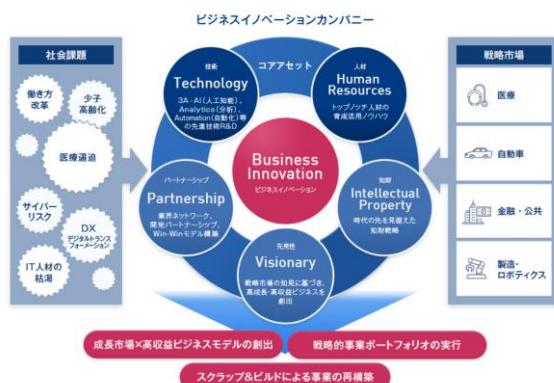 ビジネスイノベーションカンパニー
社会課題
働き方
改革
少子
高齢化
医療逼迫
サイバー
リスク
DX
デジタルトランス
フォーメーション
IT人材の
枯渇
コアアセット
技術
Technology
3A-AI(人工知能)、
Analytics(分析)、
Automation(自動化)等
の先進技術R&D
人材
Human
Resources
トップノッチ人材の
育成活用ノウハウ
Business
Innovation
ビジネスイノベーション
パートナーシップ
Partnership
業界ネットワーク、
開発パートナーシップ、
Win-Winモデル構築
知財
Intellectual
Property
時代の先を見据えた
知財戦略
先見性
Visionary
戦略市場の知見に基づき、
高成長・高収益ビジネスを
創出
戦略市場
医療
自動車
金融・公共
製造・
ロボティクス
成長市場×高収益ビジネスモデルの創出
戦略的事業ポートフォリオの実行
スクラップ&ビルドによる事業の再構築